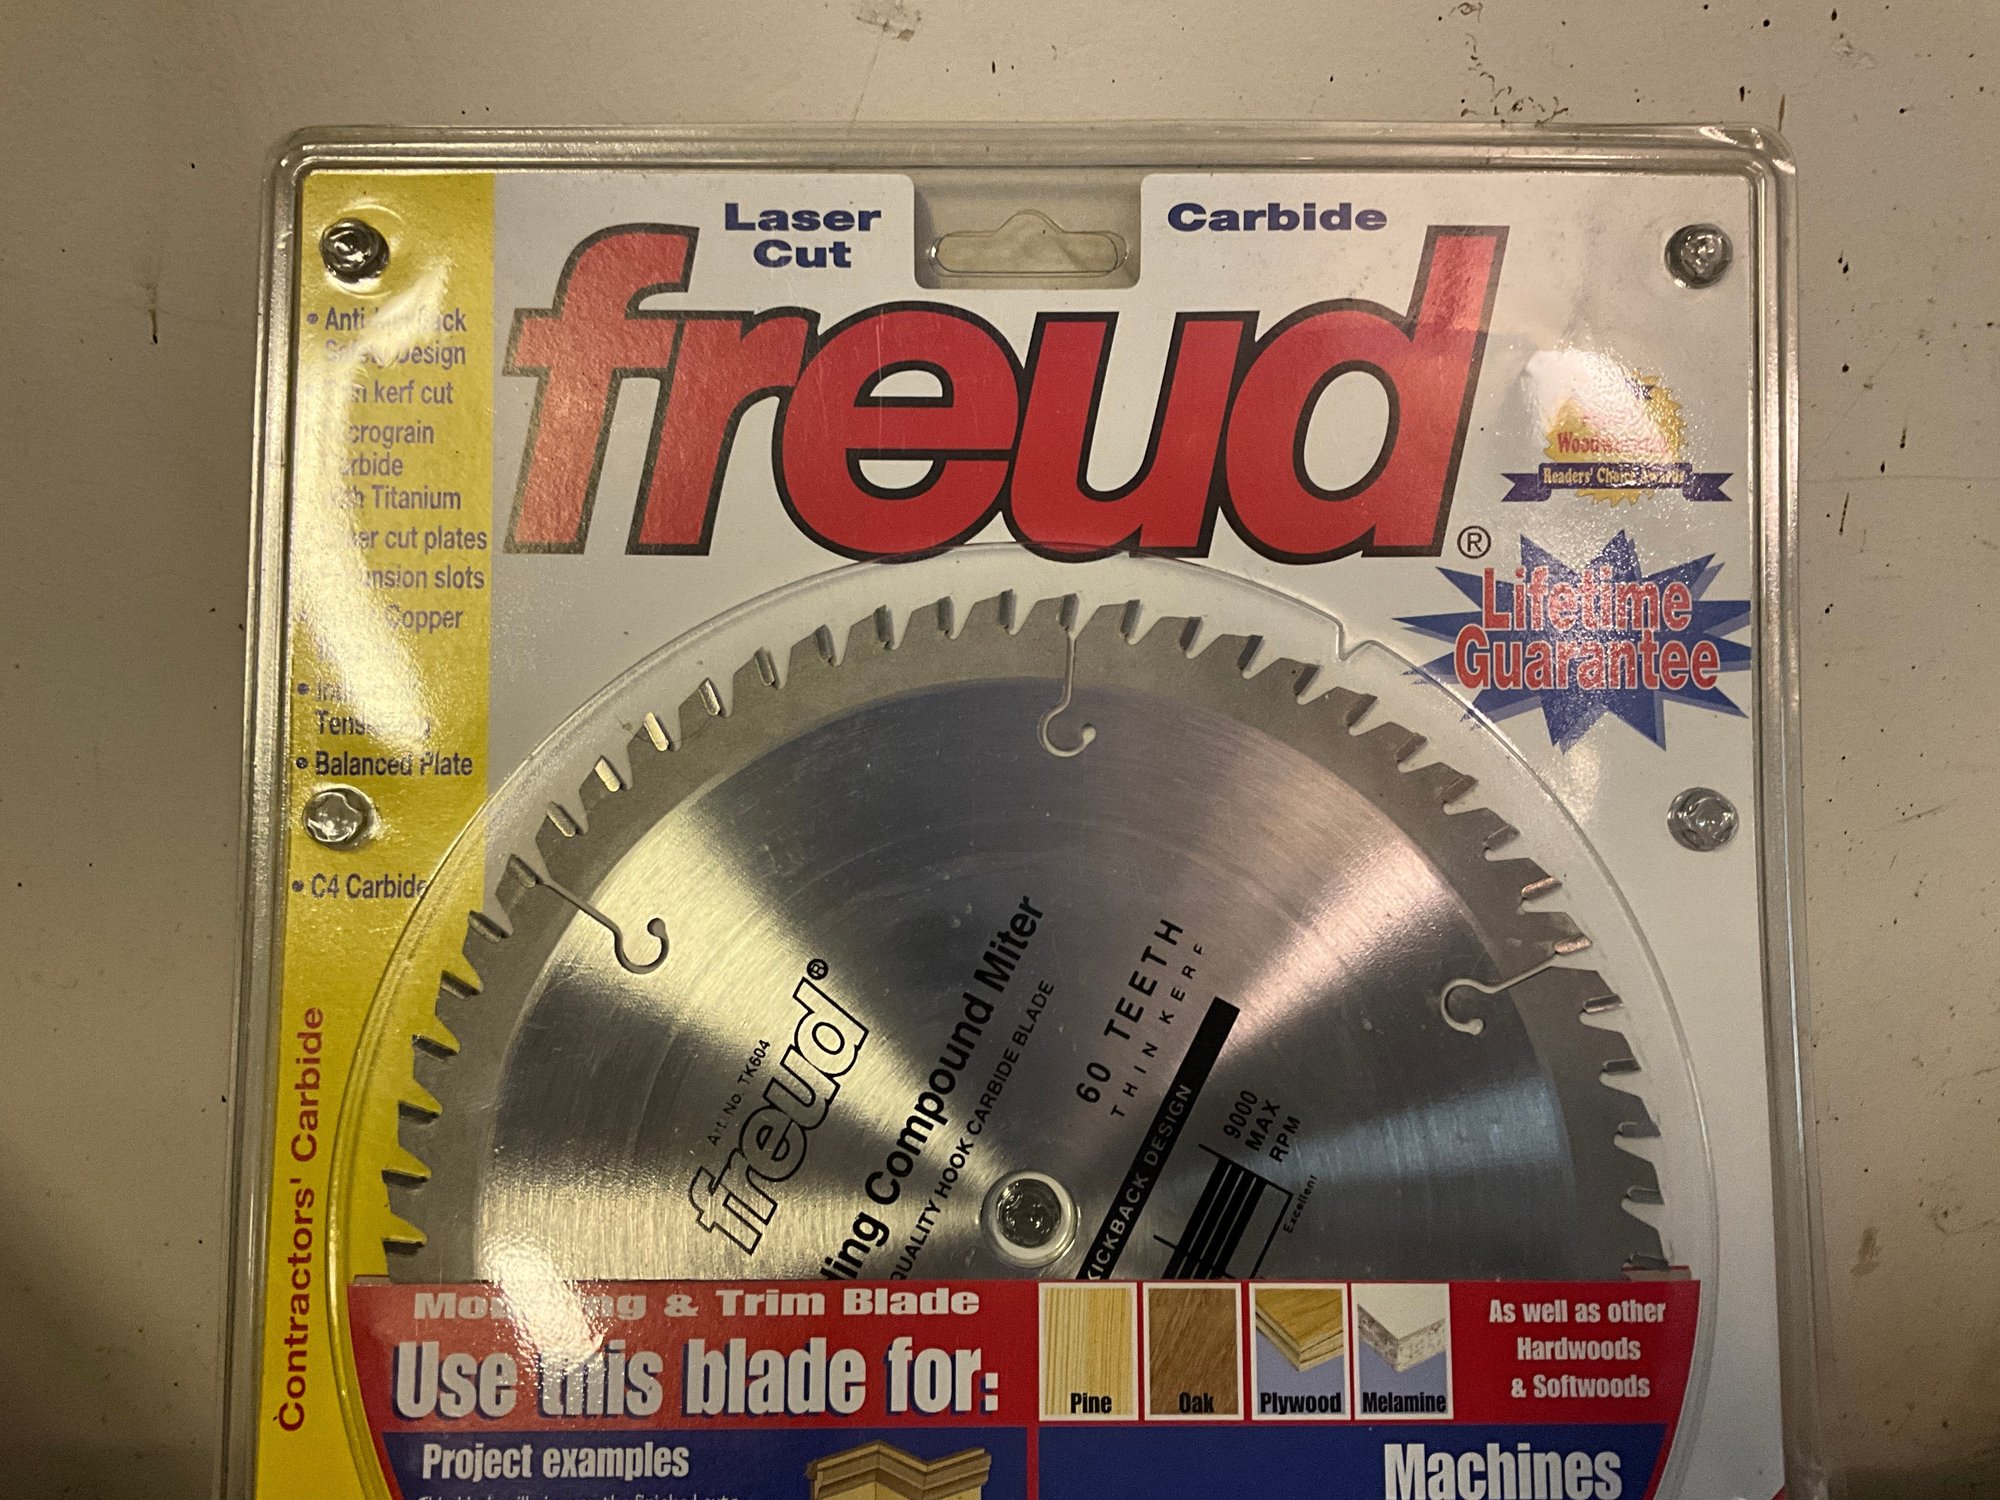 Laser
Cut
Carbide
freud®
Readers' Choice Awards
Lifetime
Guarantee
• Anti
Design
kerf cut
Titanium
cut plates
slots
Copper
• Balanced Plate
• C4 Carbide
Contractors' Carbide
Art. No. TK604
freud®
Compound Miter
QUALITY HOOK CARBIDE BLADE
60 TEETH
THIN KERF
KICKBACK DESIGN
9000
MAX
RPM
Excellent
& Trim Blade
Use this blade for:
Pine
Oak
Plywood
Melamine
As well as other
Hardwoods
& Softwoods
Project examples
Machines